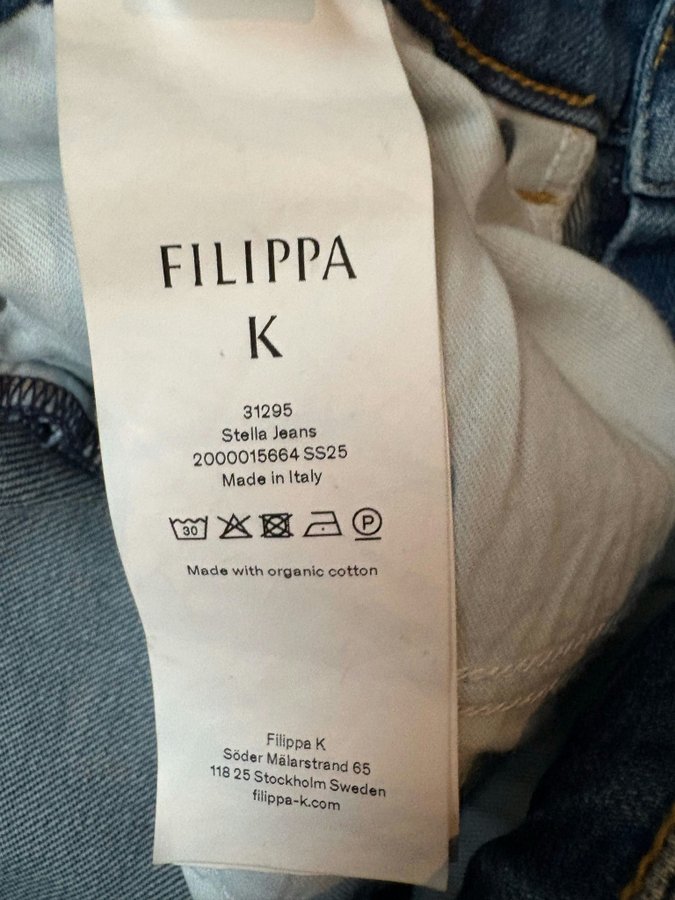 FILIPPA
K
31295
Stella Jeans
2000015664 SS25
Made in Italy
30 P
Made with organic cotton
Filippa K
Söder Mälarstrand 65
118 25 Stockholm Sweden
filippa-k.com